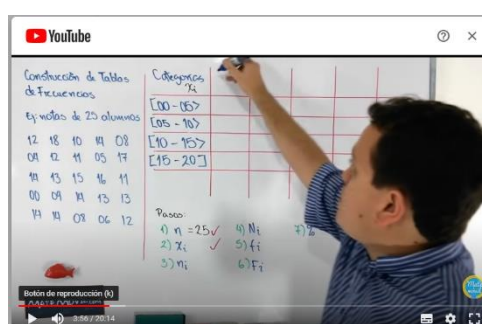 YouTube
Construcción de Tablas
de Frecuencias
Ej: notas de 25 alumnos
12 18 10 14 08
04 12 11 05 17
14 13 15 16 11
00 09 14 13 13
14 14 08 06 12
Categorías
xi
[00 - 05>
[05 - 10>
[10 - 15>
[15 - 20]
Pasos:
1) n = 25 ✓
2) xi ✓
3) ni
4) Ni
5) fi
6) Fi
7) %
Botón de reproducción (k)
3:56 / 20:14